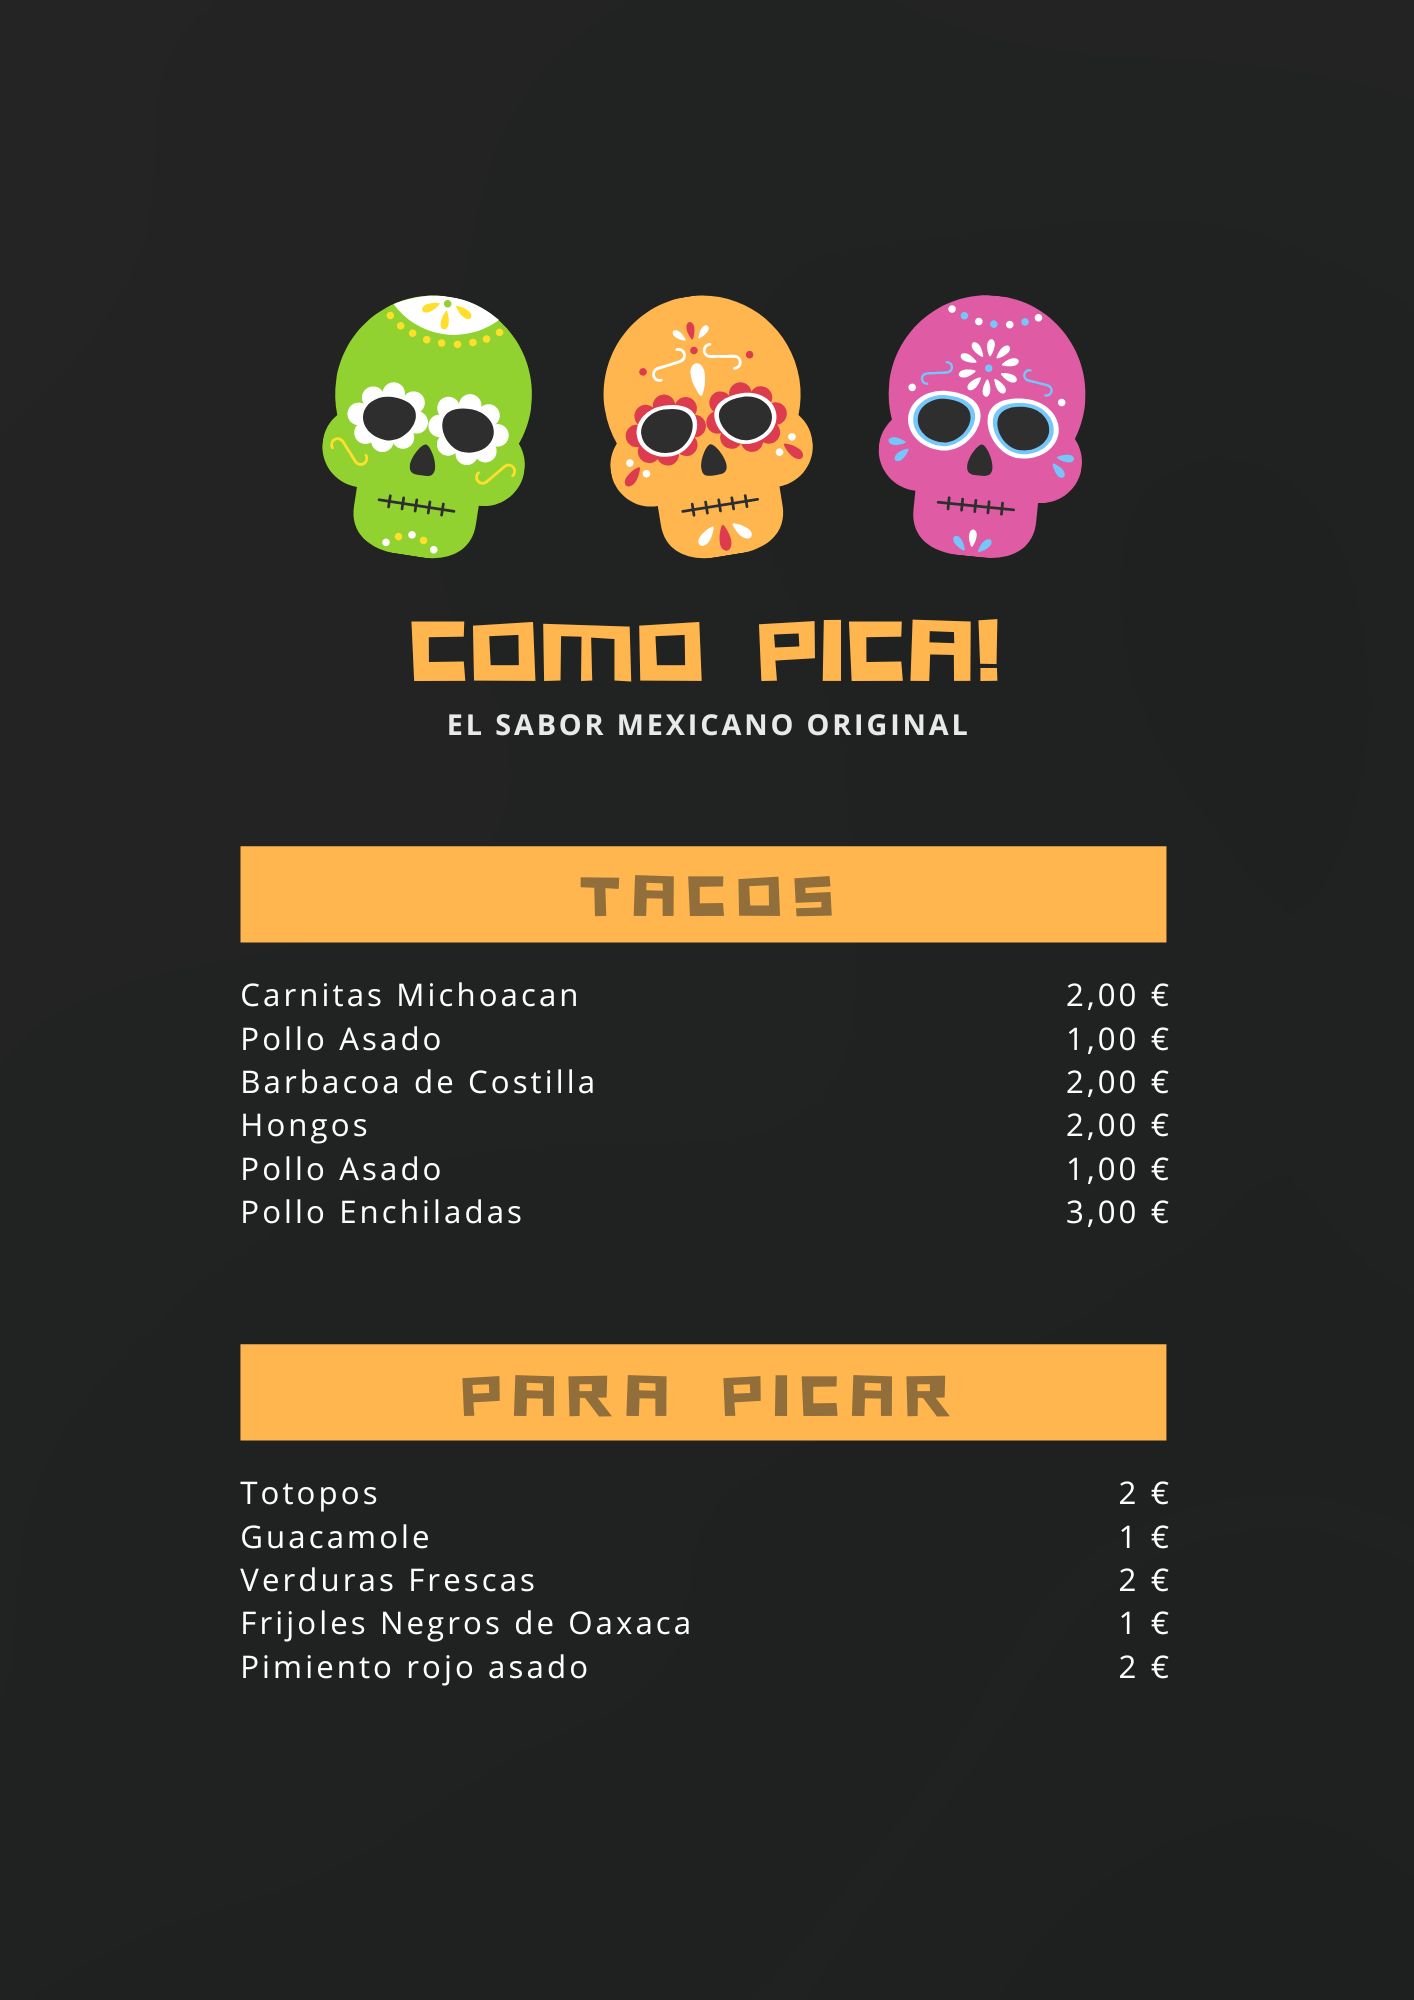 COMO PICA!
EL SABOR MEXICANO ORIGINAL
TACOS
Carnitas Michoacan 2,00 €
Pollo Asado 1,00 €
Barbacoa de Costilla 2,00 €
Hongos 2,00 €
Pollo Asado 1,00 €
Pollo Enchiladas 3,00 €
PARA PICAR
Totopos 2 €
Guacamole 1 €
Verduras Frescas 2 €
Frijoles Negros de Oaxaca 1 €
Pimiento rojo asado 2 €